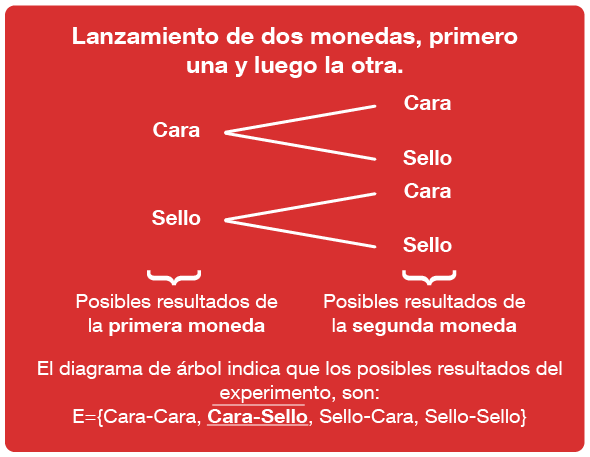 Lanzamiento de dos monedas, primero
una y luego la otra.
Cara
Cara
Sello
Sello
Cara
Sello
Posibles resultados de
la primera moneda
Posibles resultados de
la segunda moneda
El diagrama de árbol indica que los posibles resultados del
experimento, son:
E={Cara-Cara, Cara-Sello, Sello-Cara, Sello-Sello}